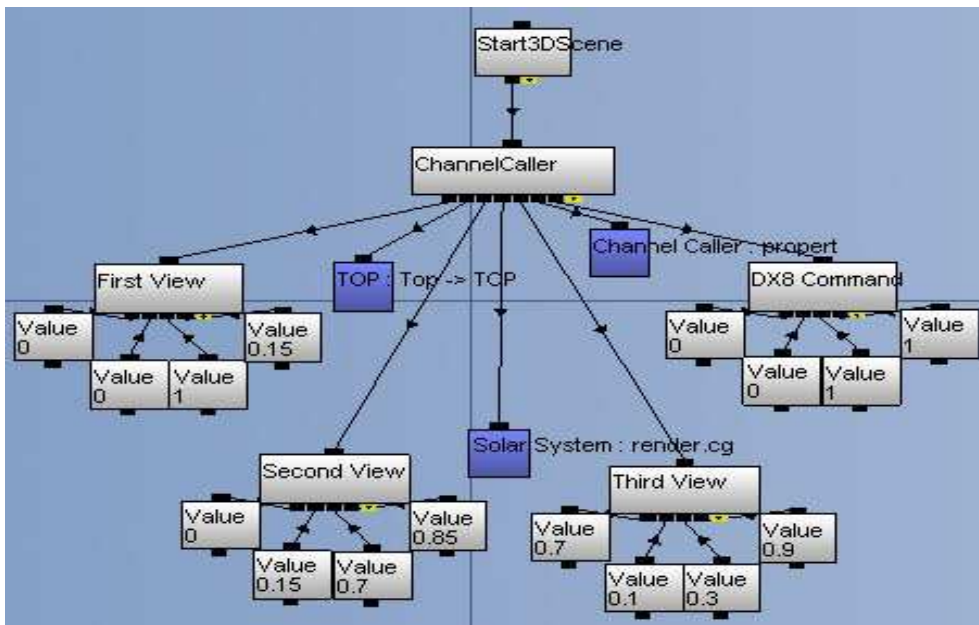 Start3DScene
ChannelCaller
Channel Caller : propert
First View
TOP : Top -> TCP
DX8 Command
Value
0
Value
0.15
Value
0
Value
1
Value
0
Value
1
Value
0
Value
1
Solar System : render.cg
Second View
Third View
Value
0
Value
0.85
Value
0.7
Value
0.9
Value
0.15
Value
0.7
Value
0.1
Value
0.3